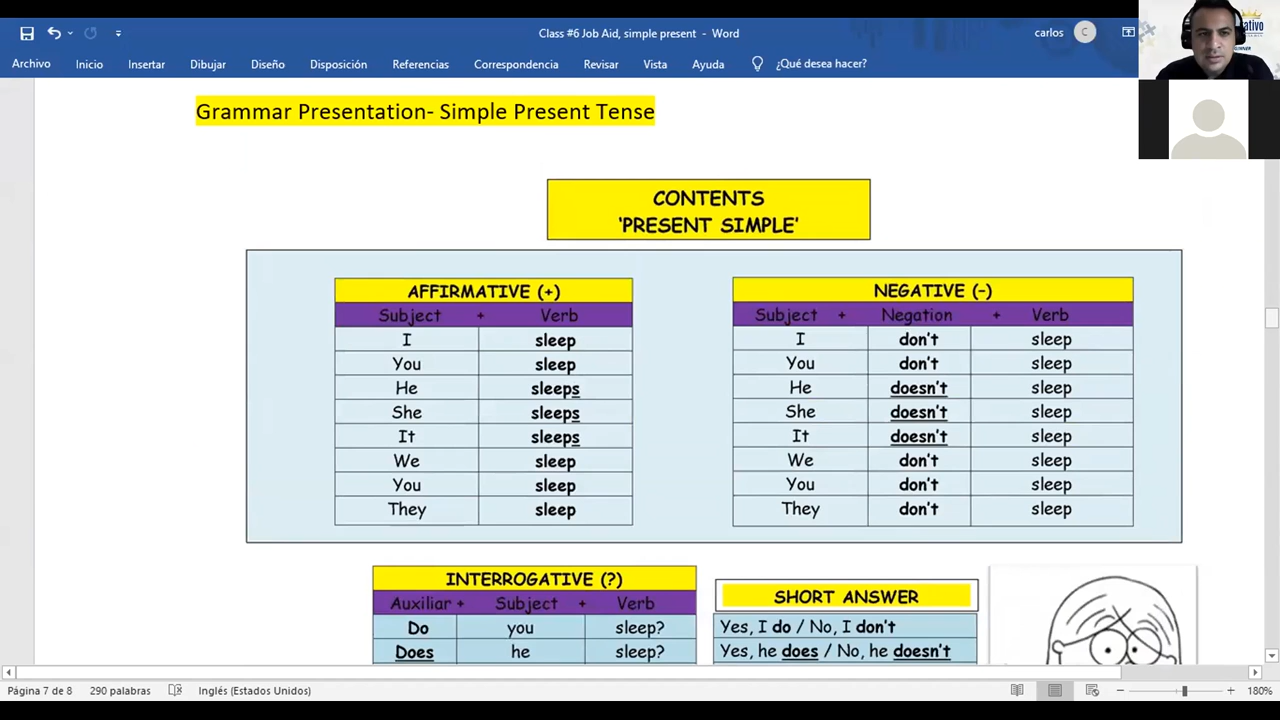 Class #6 Job Aid, simple present - Word
carlos
C
Archivo Inicio Insertar Dibujar Diseño Disposición Referencias Correspondencia Revisar Vista Ayuda ¿Qué desea hacer?
Grammar Presentation- Simple Present Tense
CONTENTS
‘PRESENT SIMPLE’
AFFIRMATIVE (+)
Subject + Verb
I sleep
You sleep
He sleeps
She sleeps
It sleeps
We sleep
You sleep
They sleep
NEGATIVE (-)
Subject + Negation + Verb
I don’t sleep
You don’t sleep
He doesn’t sleep
She doesn’t sleep
It doesn’t sleep
We don’t sleep
You don’t sleep
They don’t sleep
INTERROGATIVE (?)
Auxiliar + Subject + Verb
Do you sleep?
Does he sleep?
SHORT ANSWER
Yes, I do / No, I don’t
Yes, he does / No, he doesn’t
Página 7 de 8 290 palabras Inglés (Estados Unidos) 180%